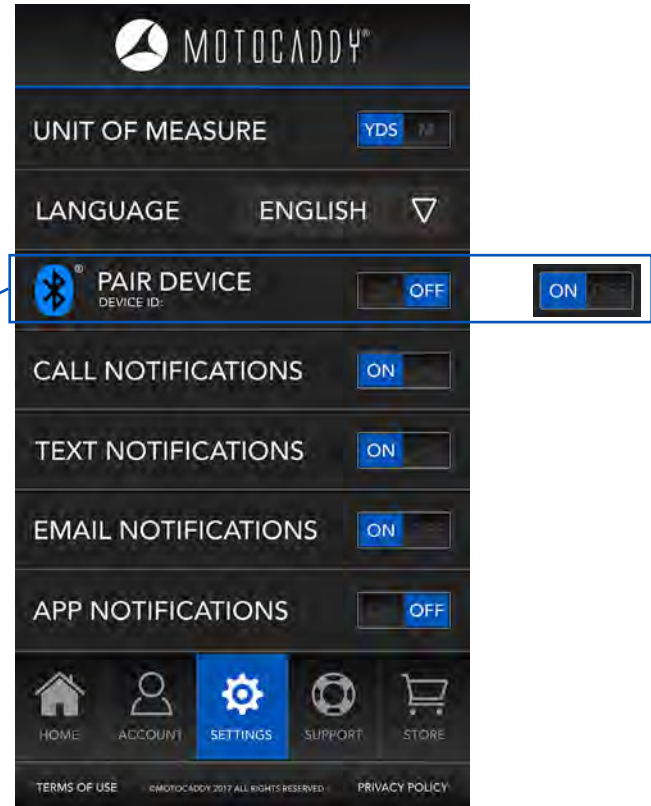 MOTOCADDY®
UNIT OF MEASURE YDS M
LANGUAGE ENGLISH
® PAIR DEVICE OFF ON
DEVICE ID:
CALL NOTIFICATIONS ON
TEXT NOTIFICATIONS ON
EMAIL NOTIFICATIONS ON
APP NOTIFICATIONS OFF
HOME ACCOUNT SETTINGS SUPPORT STORE
TERMS OF USE ©MOTOCADDY 2017 ALL RIGHTS RESERVED PRIVACY POLICY